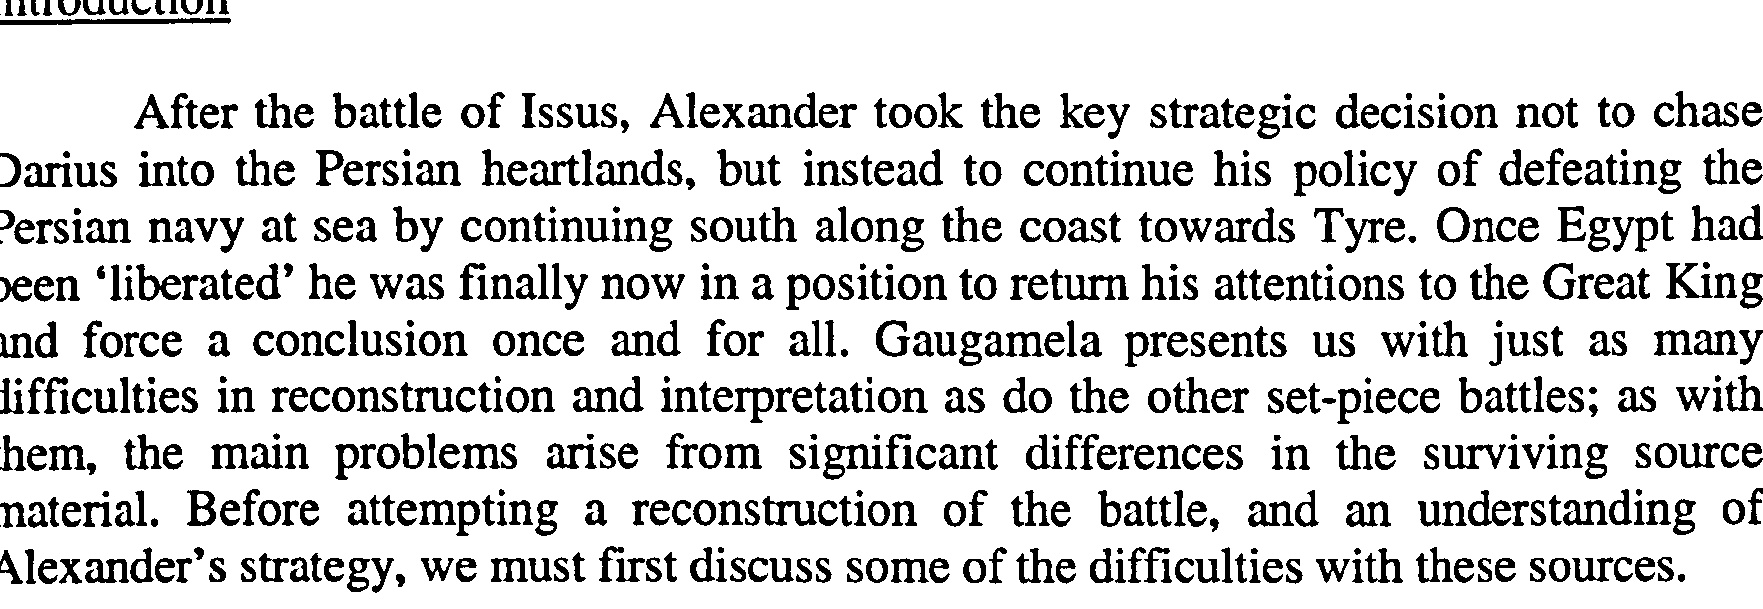 Introduction
After the battle of Issus, Alexander took the key strategic decision not to chase
Darius into the Persian heartlands, but instead to continue his policy of defeating the
Persian navy at sea by continuing south along the coast towards Tyre. Once Egypt had
been ‘liberated’ he was finally now in a position to return his attentions to the Great King
and force a conclusion once and for all. Gaugamela presents us with just as many
difficulties in reconstruction and interpretation as do the other set-piece battles; as with
them, the main problems arise from significant differences in the surviving source
material. Before attempting a reconstruction of the battle, and an understanding of
Alexander’s strategy, we must first discuss some of the difficulties with these sources.